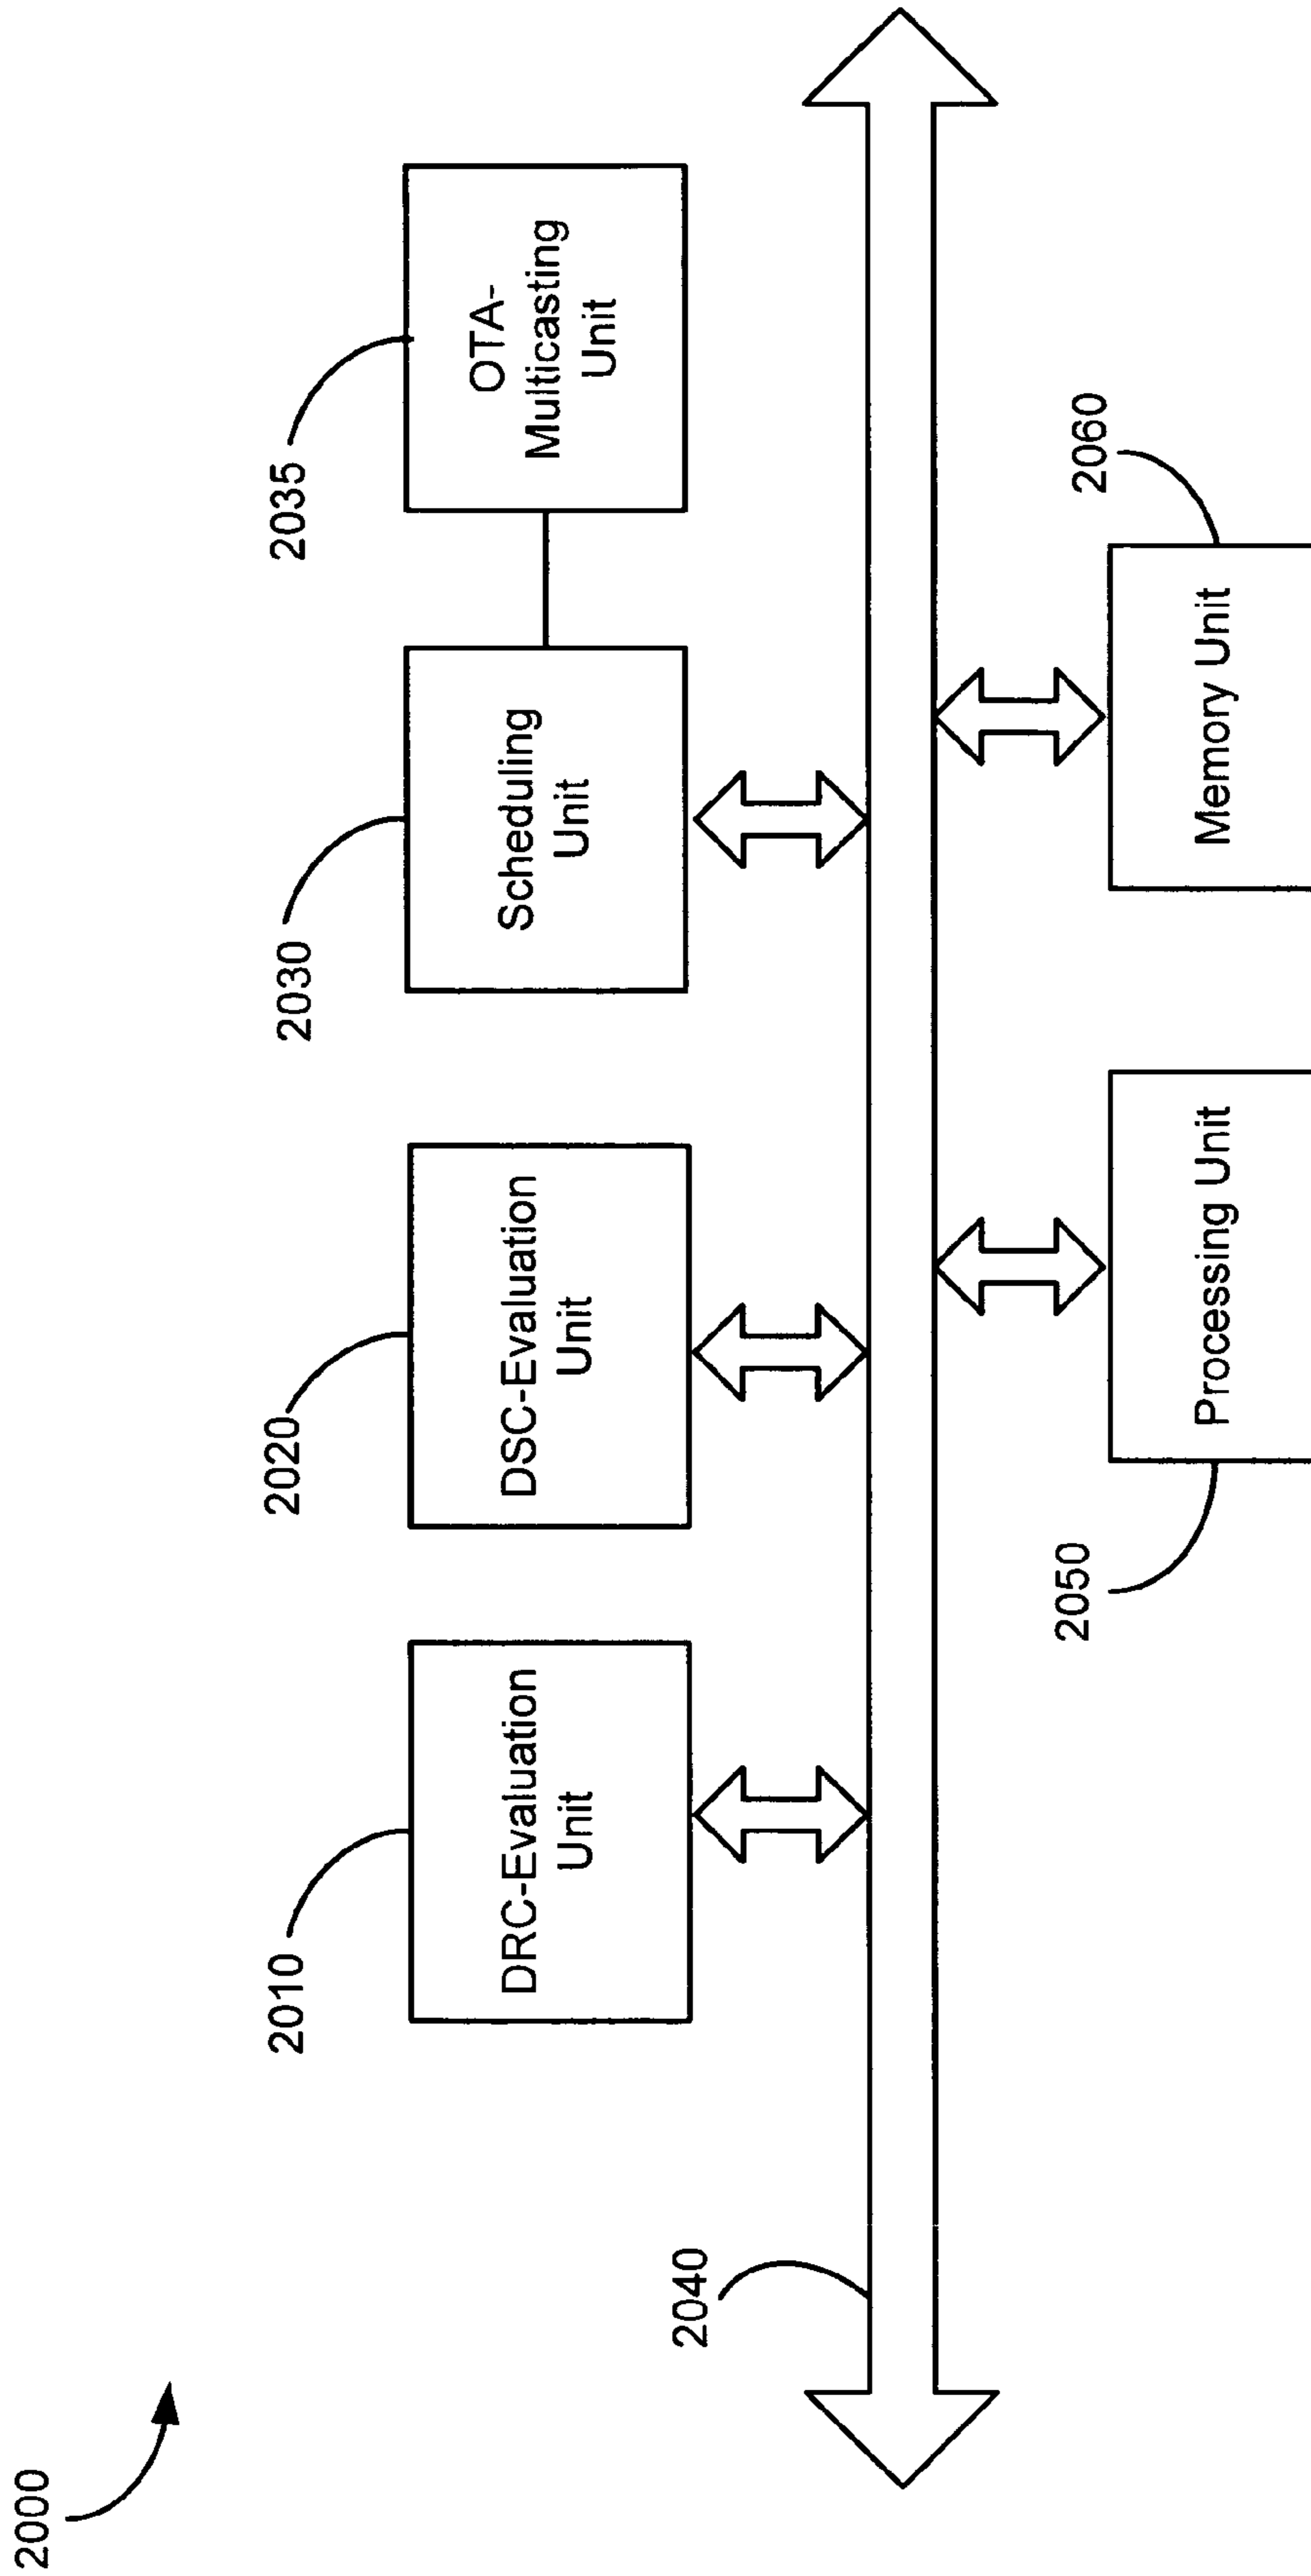 2000
2010
DRC-Evaluation
Unit
2020
DSC-Evaluation
Unit
2030
Scheduling
Unit
2035
OTA-
Multicasting
Unit
2040
2050
Processing Unit
2060
Memory Unit